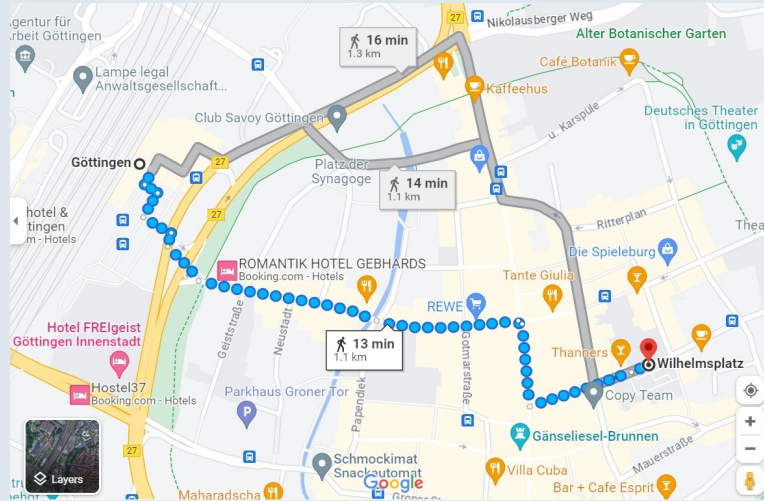 27
Nikolausberger Weg
gentur für
rbeit Göttingen
16 min
1.3 km
Alter Botanischer Garten
Lampe legal
Anwaltsgesellschaft...
Café Botanik
Kaffeehus
Club Savoy Göttingen
Deutsches Theater
in Göttingen
u. Karspüle
Göttingen
27
Platz der
Synagoge
14 min
1.1 km
27
hotel &
tingen
m - Hotels
Ritterplan
Thea
Die Spieleburg
ROMANTIK HOTEL GEBHARDS
Booking.com - Hotels
Tante Giulia
REWE
Geiststraße
Neustadt
Hotel FREIgeist
Göttingen Innenstadt
13 min
1.1 km
Gotmarstraße
Thanners
Wilhelmsplatz
Hostel37
Booking.com - Hotels
Parkhaus Groner Tor
Papendiek
Copy Team
Gänseliesel-Brunnen
Mauerstraße
27
Layers
Schmockimat
Snackautomat
Google
Villa Cuba
Bar + Cafe Esprit
Maharadscha
Groner Str